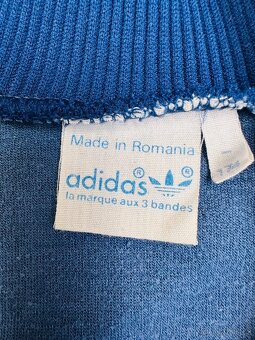 Made in Romania
adidas® ®
la marque aux 3 bandes